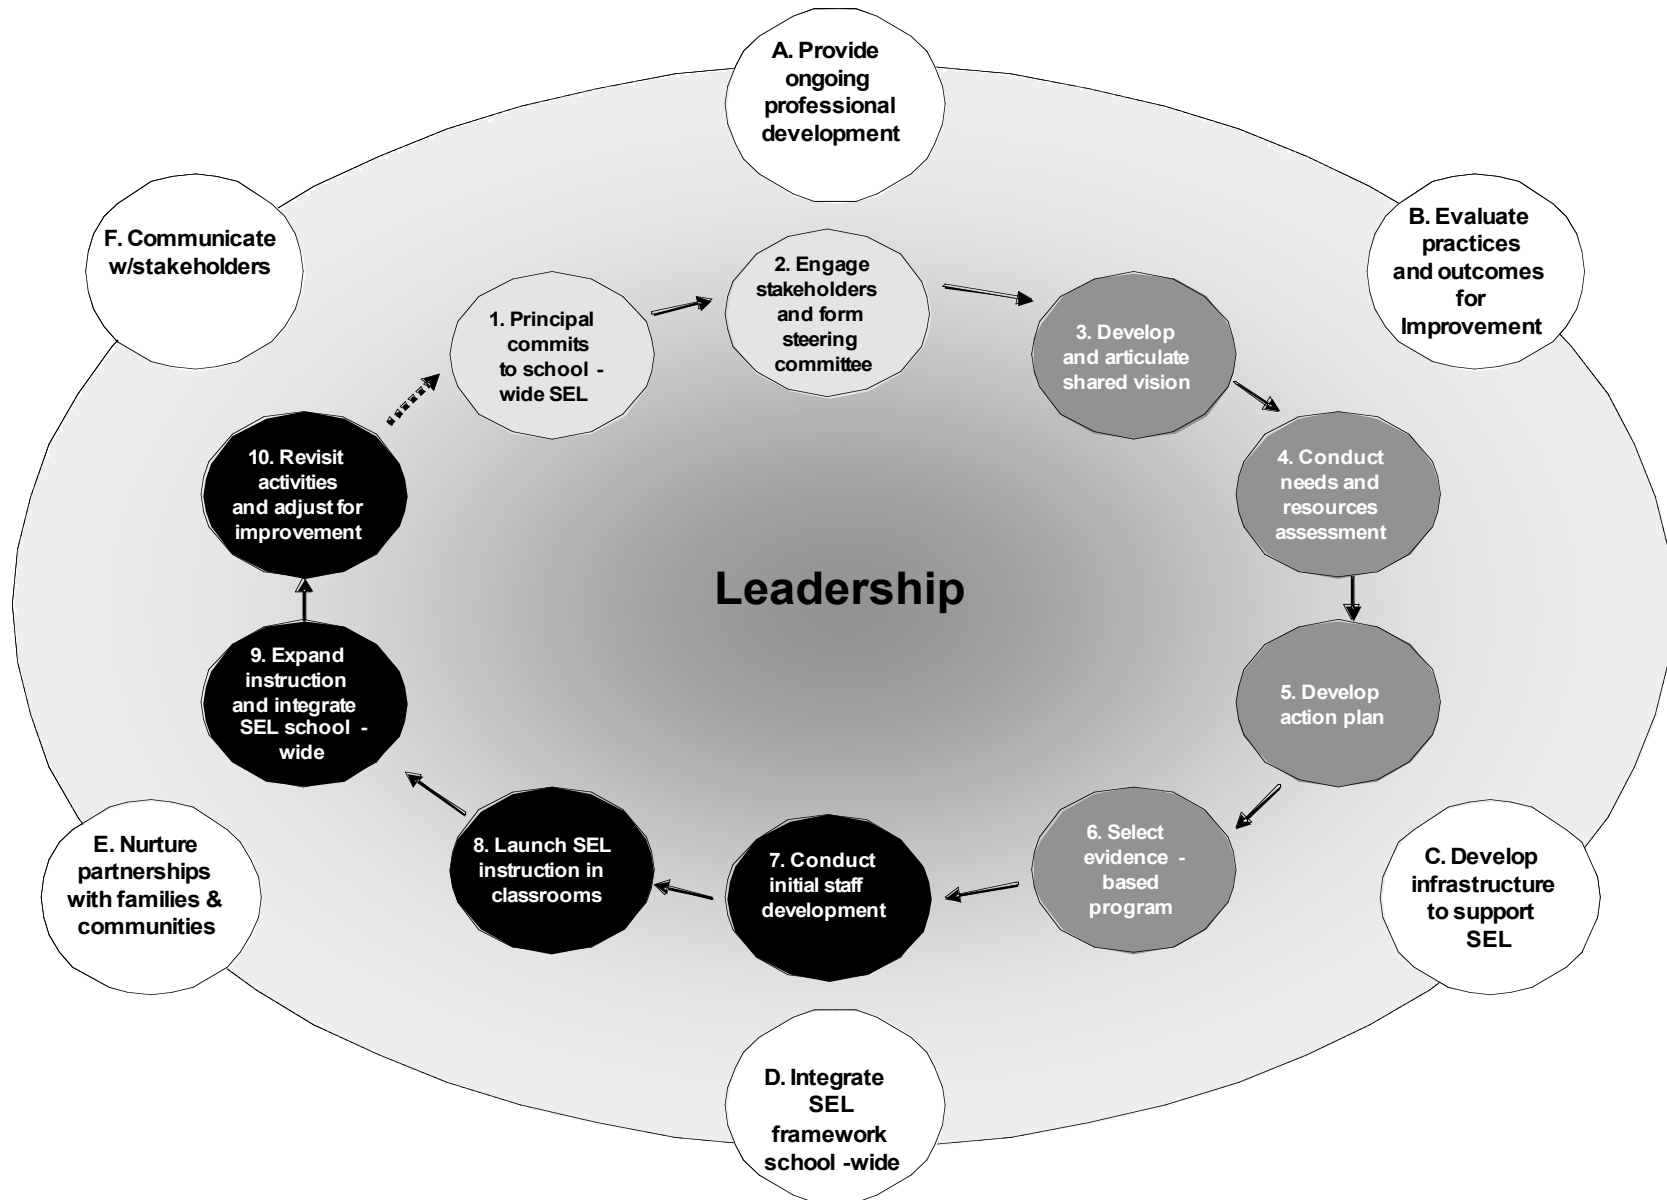 A. Provide
ongoing
professional
development
B. Evaluate
practices
and outcomes
for
Improvement
C. Develop
infrastructure
to support
SEL
D. Integrate
SEL
framework
school -wide
E. Nurture
partnerships
with families &
communities
F. Communicate
w/stakeholders
1. Principal
commits
to school -
wide SEL
2. Engage
stakeholders
and form
steering
committee
3. Develop
and articulate
shared vision
4. Conduct
needs and
resources
assessment
5. Develop
action plan
6. Select
evidence -
based
program
7. Conduct
initial staff
development
8. Launch SEL
instruction in
classrooms
9. Expand
instruction
and integrate
SEL school -
wide
10. Revisit
activities
and adjust for
improvement
Leadership